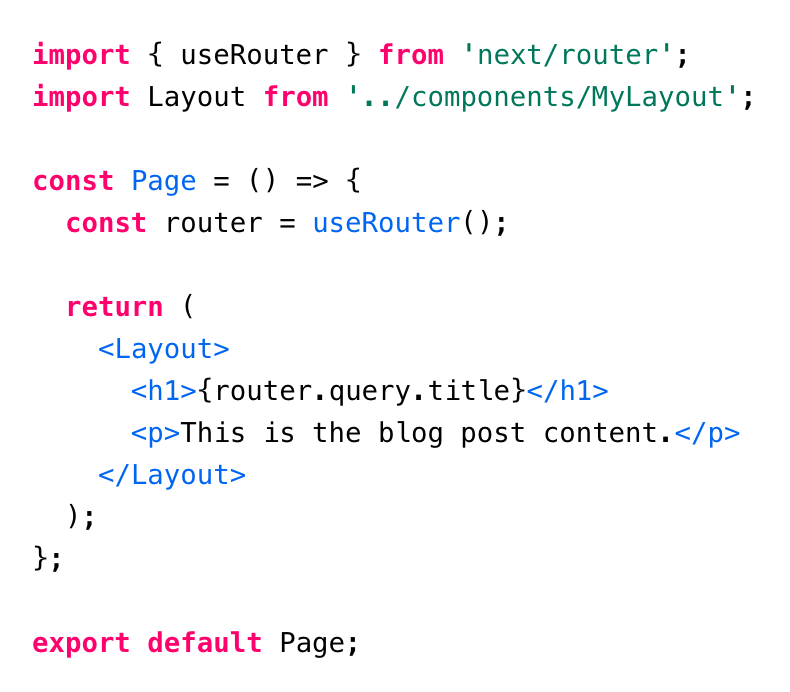 import { useRouter } from 'next/router';
import Layout from '../components/MyLayout';

const Page = () => {
  const router = useRouter();

  return (
    <Layout>
      <h1>{router.query.title}</h1>
      <p>This is the blog post content.</p>
    </Layout>
  );
};

export default Page;